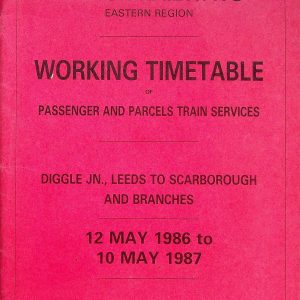 EASTERN REGION
WORKING TIMETABLE
OF
PASSENGER AND PARCELS TRAIN SERVICES
DIGGLE JN., LEEDS TO SCARBOROUGH
AND BRANCHES
12 MAY 1986 to
10 MAY 1987